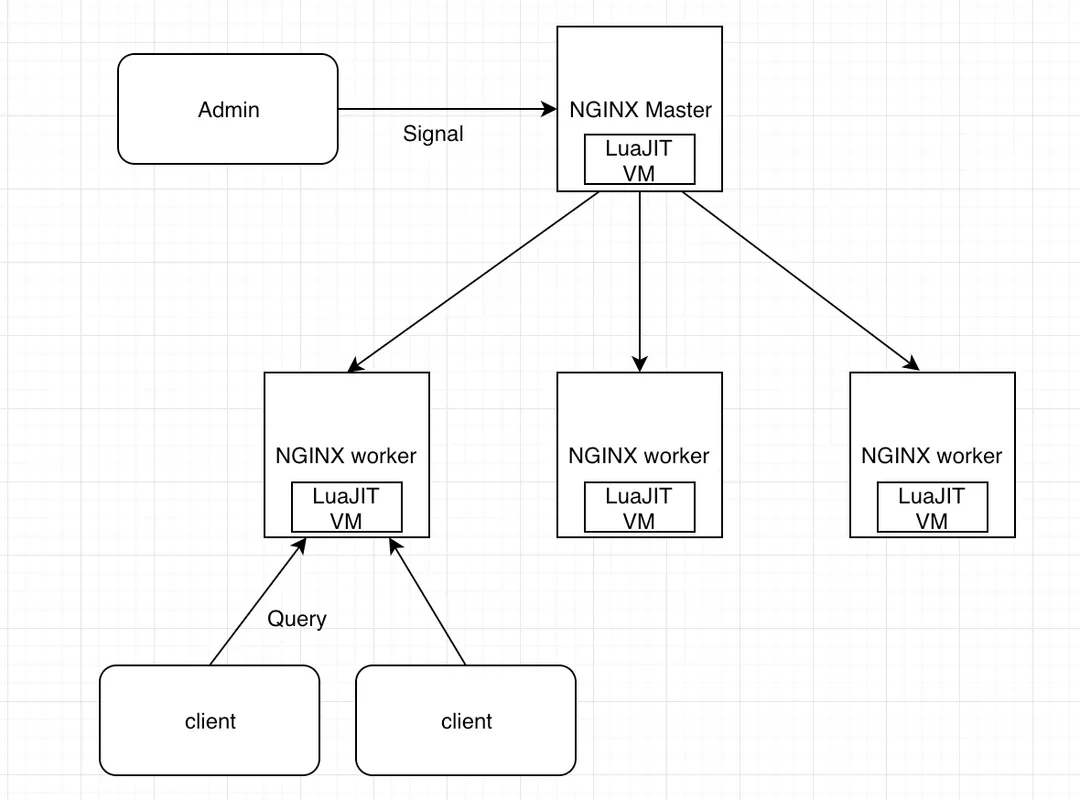 Admin
Signal
NGINX Master
LuaJIT
VM
NGINX worker
LuaJIT
VM
NGINX worker
LuaJIT
VM
NGINX worker
LuaJIT
VM
Query
client
client